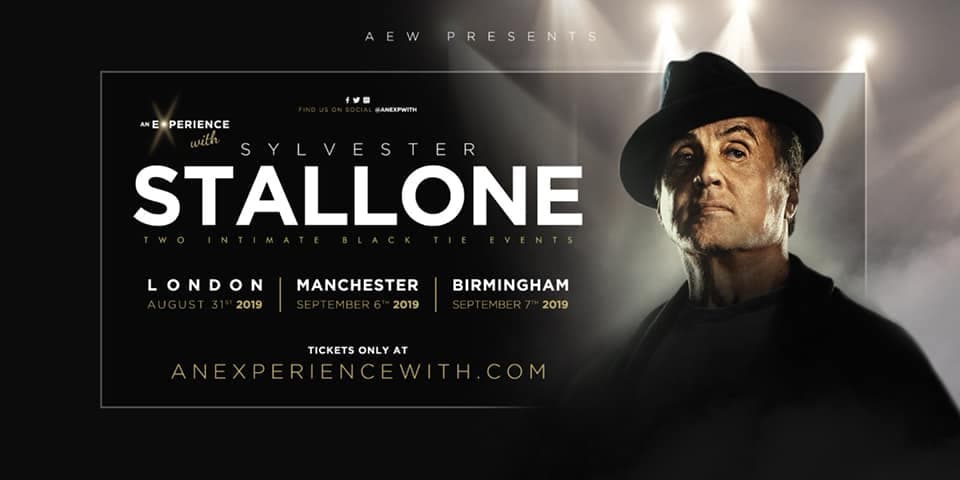 AEW PRESENTS
FIND US ON SOCIAL @ANEXPWITH
AN EXPERIENCE
with
SYLVESTER
STALLONE
TWO INTIMATE BLACK TIE EVENTS
LONDON
AUGUST 31ST 2019
MANCHESTER
SEPTEMBER 6TH 2019
BIRMINGHAM
SEPTEMBER 7TH 2019
TICKETS ONLY AT
ANEXPERIENCEWITH.COM